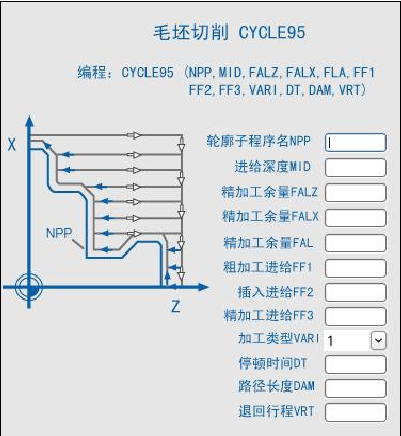 毛坯切削 CYCLE95
编程: CYCLE95 (NPP,MID,FALZ,FALX,FLA,FF1
FF2,FF3,VARI,DT,DAM,VRT)
X
NPP
Z
轮廓子程序名NPP
进给深度MID
精加工余量FALZ
精加工余量FALX
精加工余量FAL
粗加工进给FF1
插入进给FF2
精加工进给FF3
加工类型VARI 1
停顿时间DT
路径长度DAM
退回行程VRT